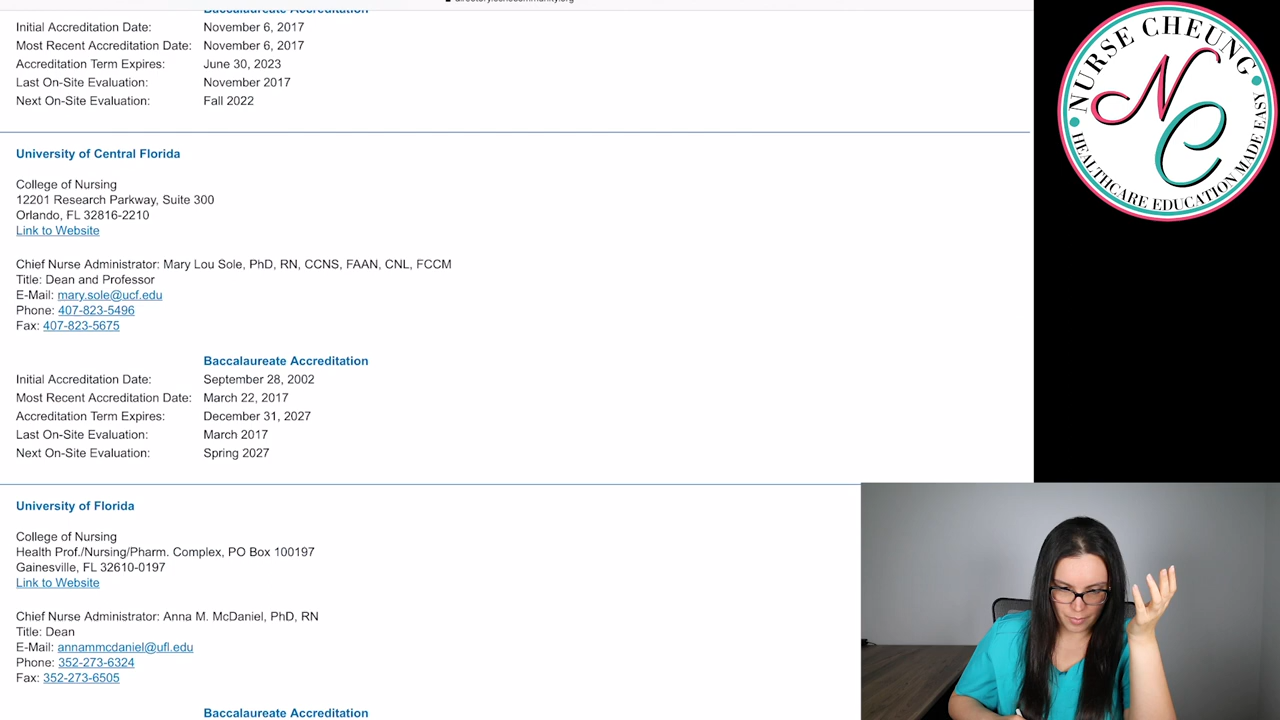 directory.ccnecommunity.org
Baccalaureate Accreditation
Initial Accreditation Date: November 6, 2017
Most Recent Accreditation Date: November 6, 2017
Accreditation Term Expires: June 30, 2023
Last On-Site Evaluation: November 2017
Next On-Site Evaluation: Fall 2022
University of Central Florida
College of Nursing
12201 Research Parkway, Suite 300
Orlando, FL 32816-2210
Link to Website
Chief Nurse Administrator: Mary Lou Sole, PhD, RN, CCNS, FAAN, CNL, FCCM
Title: Dean and Professor
E-Mail: mary.sole@ucf.edu
Phone: 407-823-5496
Fax: 407-823-5675
Baccalaureate Accreditation
Initial Accreditation Date: September 28, 2002
Most Recent Accreditation Date: March 22, 2017
Accreditation Term Expires: December 31, 2027
Last On-Site Evaluation: March 2017
Next On-Site Evaluation: Spring 2027
University of Florida
College of Nursing
Health Prof./Nursing/Pharm. Complex, PO Box 100197
Gainesville, FL 32610-0197
Link to Website
Chief Nurse Administrator: Anna M. McDaniel, PhD, RN
Title: Dean
E-Mail: annammcdaniel@ufl.edu
Phone: 352-273-6324
Fax: 352-273-6505
Baccalaureate Accreditation
NURSE CHEUNG
NC
HEALTHCARE EDUCATION MADE EASY